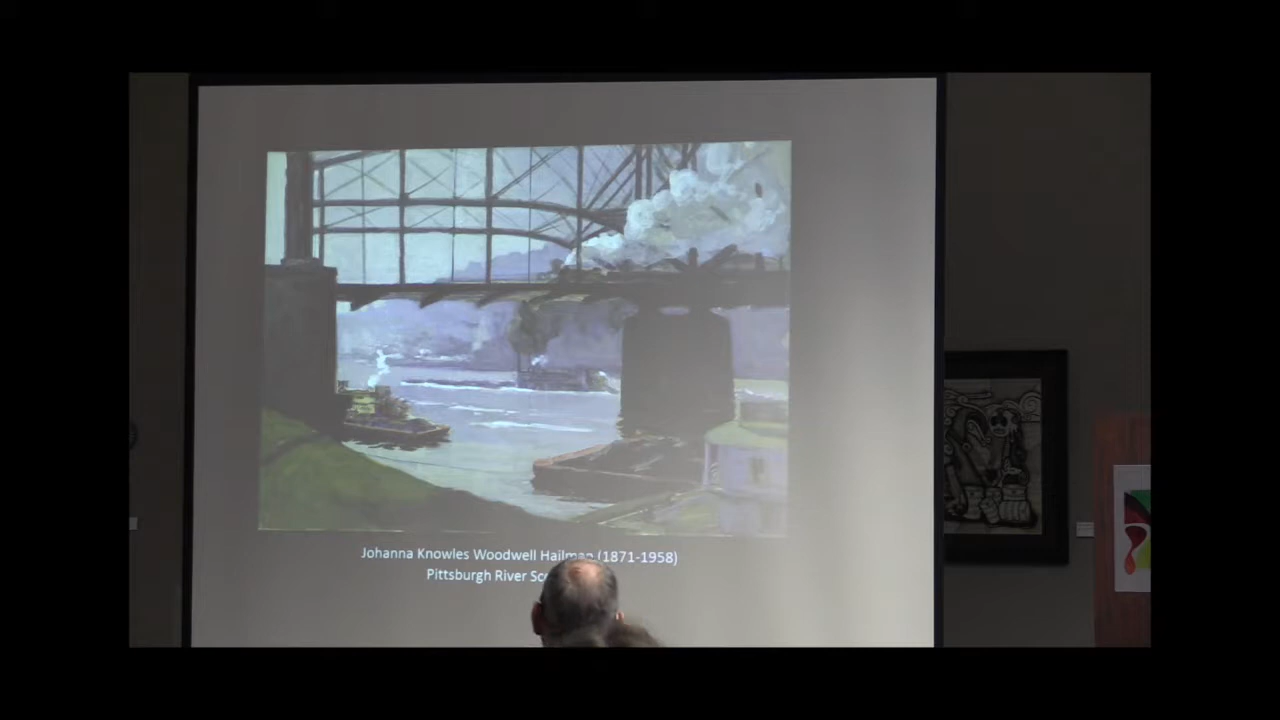 Johanna Knowles Woodwell Hailman (1871-1958)
Pittsburgh River